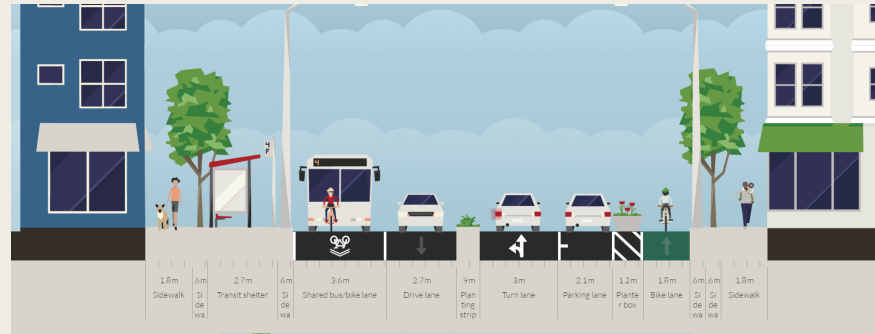 4
F
4
1.8m
Sidewalk
.6m
Si
de
wa
2.7m
Transit shelter
.6m
Si
de
wa
3.6m
Shared bus/bike lane
2.7m
Drive lane
.9m
Plan
ting
strip
3m
Turn lane
2.1m
Parking lane
1.2m
Plante
r box
1.8m
Bike lane
.6m
Si
de
wa
.6m
Si
de
wa
1.8m
Sidewalk